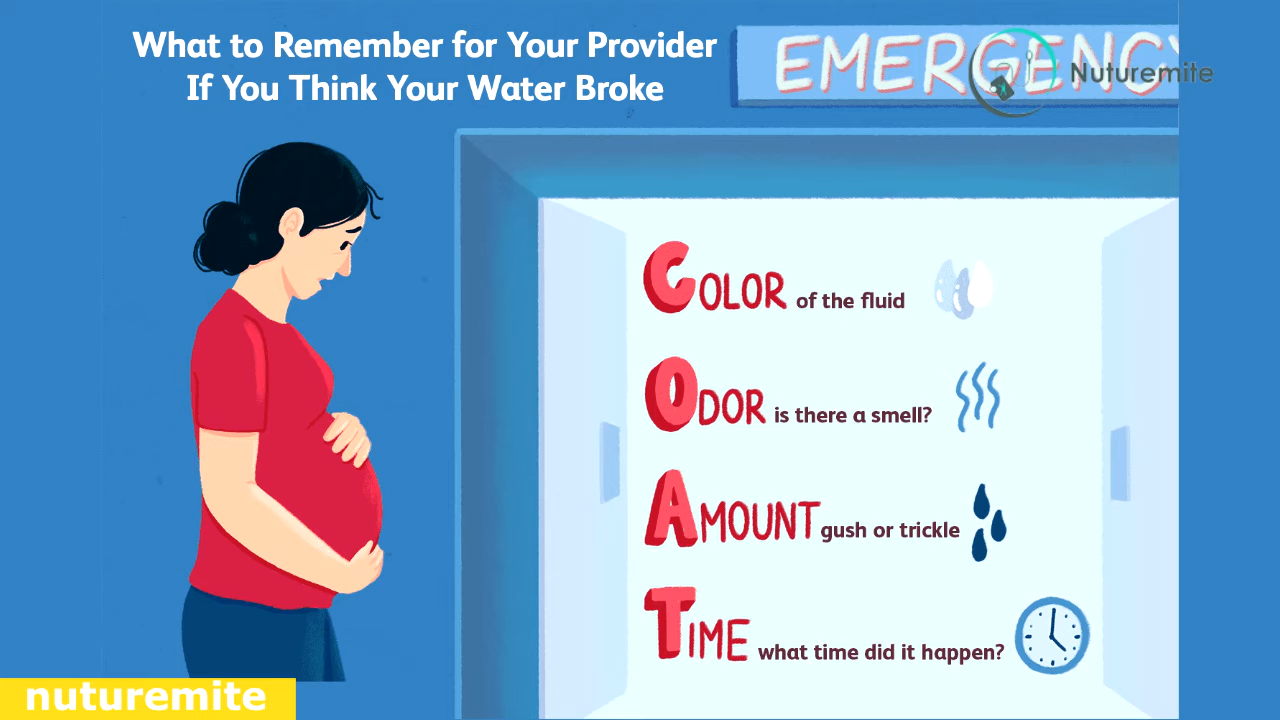 What to Remember for Your Provider
If You Think Your Water Broke
EMERGENCY
Nuturemite
COLOR of the fluid
ODOR is there a smell?
AMOUNT gush or trickle
TIME what time did it happen?
nuturemite